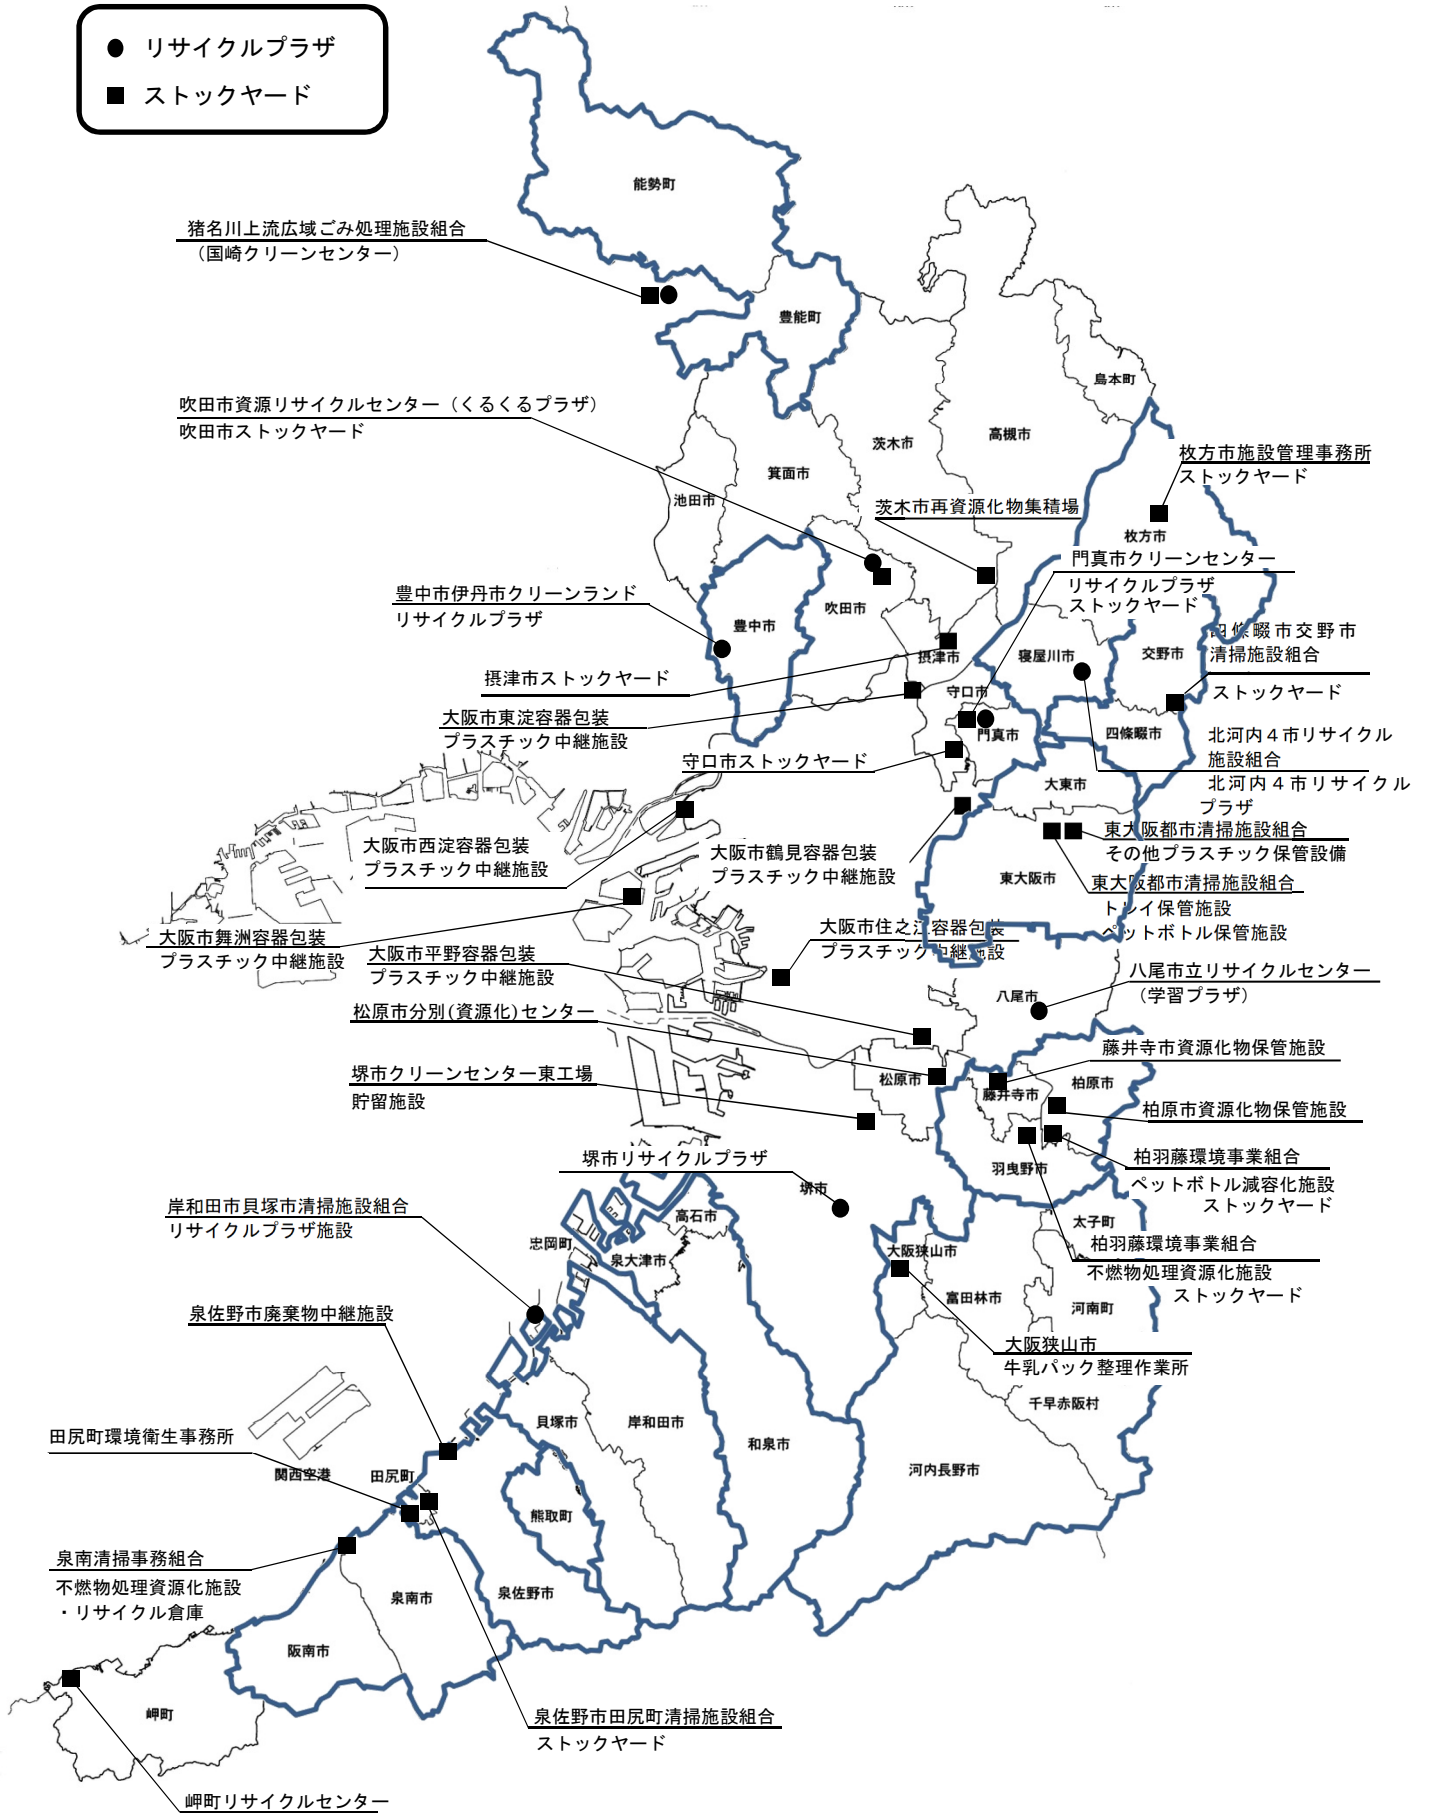 リサイクルプラザ
ストックヤード
能勢町
猪名川上流広域ごみ処理施設組合
（国崎クリーンセンター）
豊能町
島本町
吹田市資源リサイクルセンター（くるくるプラザ）
吹田市ストックヤード
茨木市
高槻市
箕面市
池田市
枚方市施設管理事務所
ストックヤード
茨木市再資源化物集積場
枚方市
門真市クリーンセンター
リサイクルプラザ
ストックヤード
豊中市伊丹市クリーンランド
リサイクルプラザ
豊中市
吹田市
摂津市
寝屋川市
交野市
四條畷市交野市
清掃施設組合
ストックヤード
摂津市ストックヤード
守口市
大阪市東淀容器包装
プラスチック中継施設
門真市
四條畷市
北河内４市リサイクル
施設組合
北河内４市リサイクル
プラザ
守口市ストックヤード
大東市
大阪市西淀容器包装
プラスチック中継施設
大阪市鶴見容器包装
プラスチック中継施設
東大阪都市清掃施設組合
その他プラスチック保管設備
東大阪市
東大阪都市清掃施設組合
トレイ保管施設
ペットボトル保管施設
大阪市舞洲容器包装
プラスチック中継施設
大阪市住之江容器包装
プラスチック中継施設
大阪市平野容器包装
プラスチック中継施設
八尾市立リサイクルセンター
（学習プラザ）
八尾市
松原市分別(資源化)センター
藤井寺市資源化物保管施設
堺市クリーンセンター東工場
貯留施設
松原市
藤井寺市
柏原市
柏原市資源化物保管施設
堺市リサイクルプラザ
羽曳野市
柏羽藤環境事業組合
ペットボトル減容化施設
ストックヤード
堺市
岸和田市貝塚市清掃施設組合
リサイクルプラザ施設
高石市
太子町
忠岡町
泉大津市
大阪狭山市
柏羽藤環境事業組合
不燃物処理資源化施設
ストックヤード
富田林市
河南町
泉佐野市廃棄物中継施設
大阪狭山市
牛乳パック整理作業所
千早赤阪村
貝塚市
岸和田市
和泉市
田尻町環境衛生事務所
関西空港
田尻町
河内長野市
熊取町
泉南清掃事務組合
不燃物処理資源化施設
・リサイクル倉庫
泉南市
泉佐野市
阪南市
岬町
泉佐野市田尻町清掃施設組合
ストックヤード
岬町リサイクルセンター